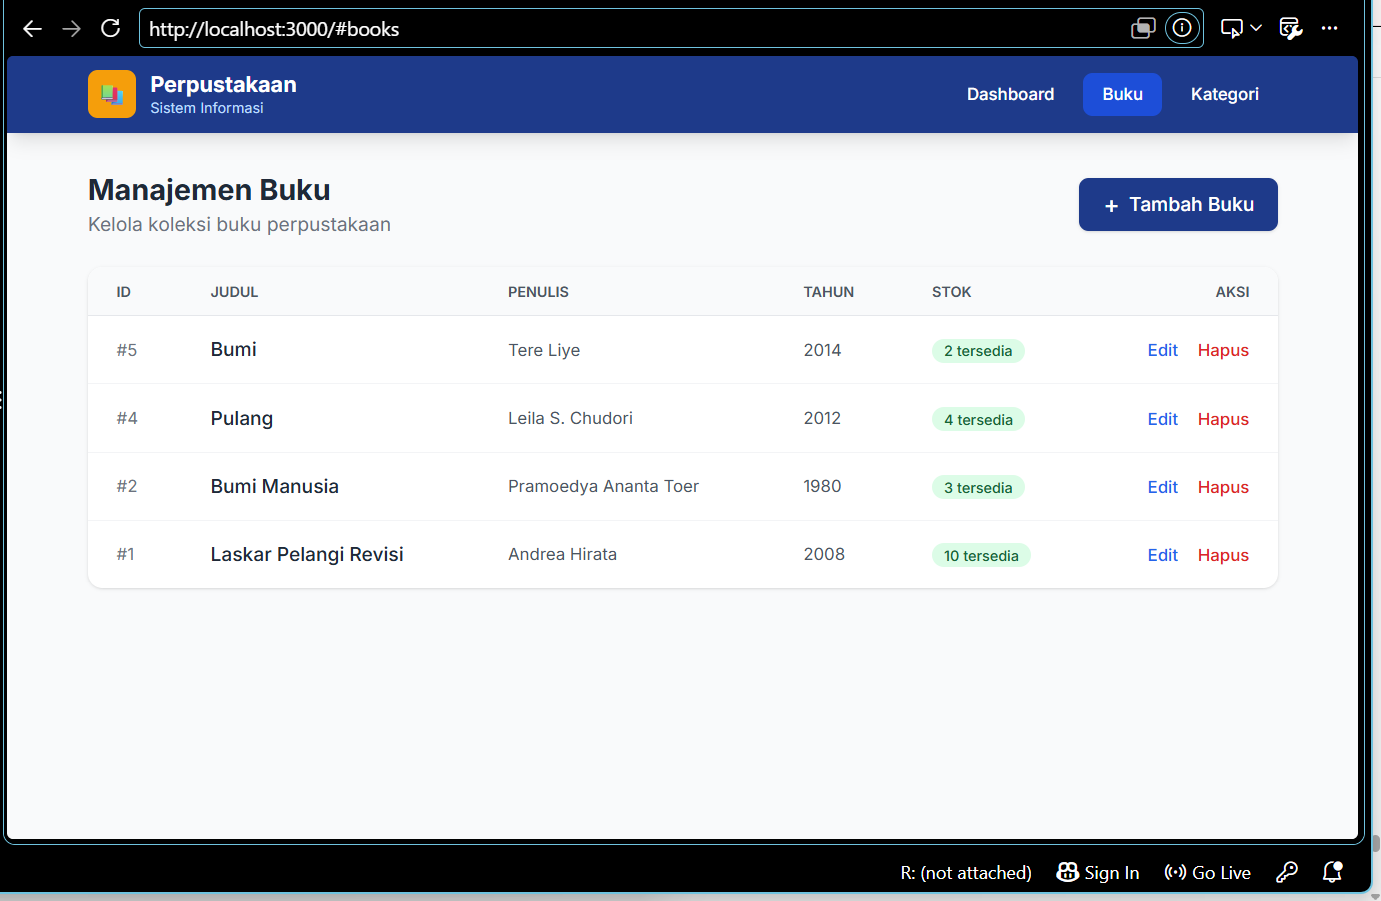 http://localhost:3000/#books
Perpustakaan
Sistem Informasi
Dashboard Buku Kategori
Manajemen Buku
Kelola koleksi buku perpustakaan
+ Tambah Buku
ID JUDUL PENULIS TAHUN STOK AKSI
#5 Bumi Tere Liye 2014 2 tersedia Edit Hapus
#4 Pulang Leila S. Chudori 2012 4 tersedia Edit Hapus
#2 Bumi Manusia Pramoedya Ananta Toer 1980 3 tersedia Edit Hapus
#1 Laskar Pelangi Revisi Andrea Hirata 2008 10 tersedia Edit Hapus
R: (not attached) Sign In Go Live